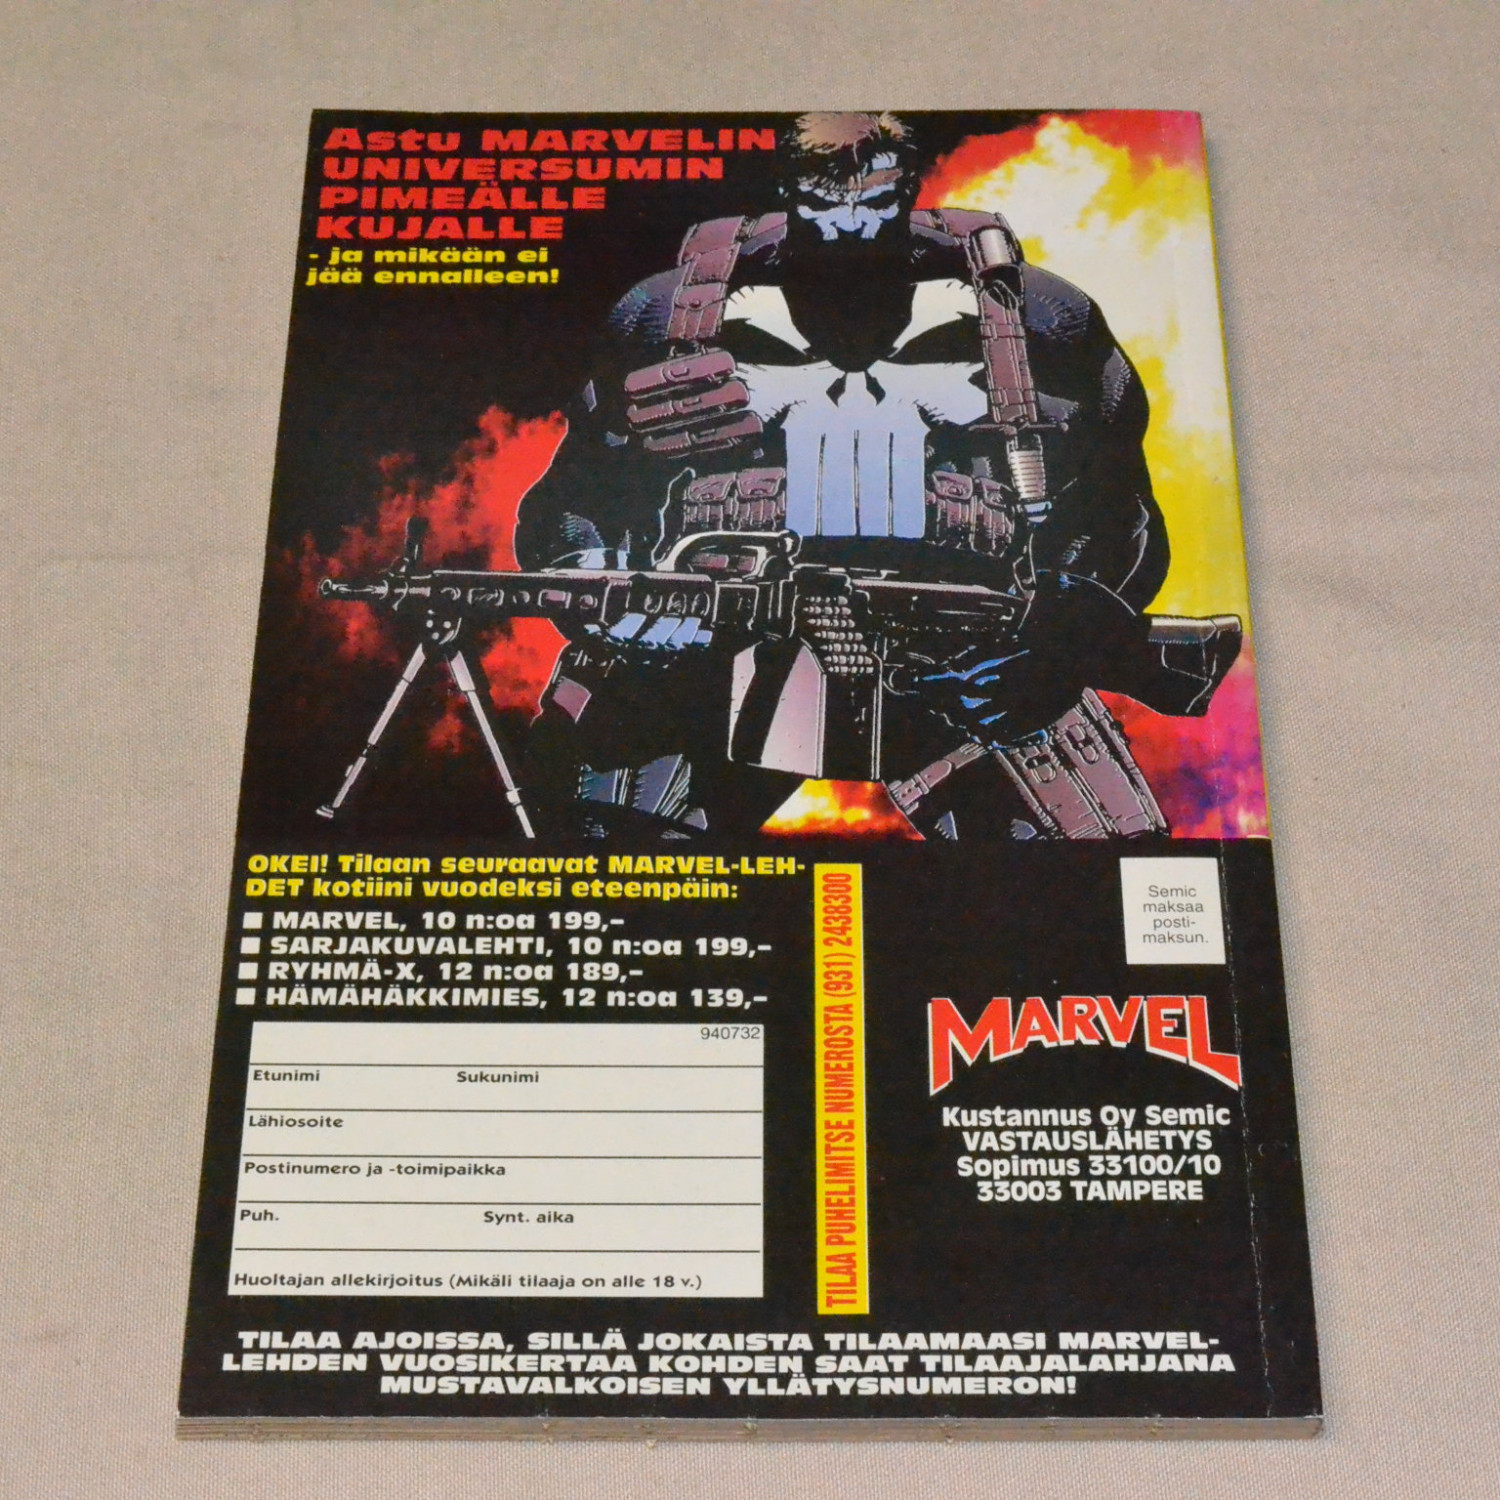 Astu MARVELIN
UNIVERSUMIN
PIMEÄLLE
KUJALLE
- ja mikään ei
jää ennalleen!
OKEI! Tilaan seuraavat MARVEL-LEH-
DET kotiini vuodeksi eteenpäin:
■ MARVEL, 10 n:oa 199,–
■ SARJAKUVALEHTI, 10 n:oa 199,–
■ RYHMÄ-X, 12 n:oa 189,–
■ HÄMÄHÄKKIMIES, 12 n:oa 139,–
940732
Etunimi Sukunimi
Lähiosoite
Postinumero ja -toimipaikka
Puh. Synt. aika
Huoltajan allekirjoitus (Mikäli tilaaja on alle 18 v.)
TILAA PUHELIMITSE NUMEROSTA (931) 2438300
Semic
maksaa
posti-
maksun.
MARVEL
Kustannus Oy Semic
VASTAUSLÄHETYS
Sopimus 33100/10
33003 TAMPERE
TILAA AJOISSA, SILLÄ JOKAISTA TILAAMAASI MARVEL-
LEHDEN VUOSIKERTAA KOHDEN SAAT TILAAJALAHJANA
MUSTAVALKOISEN YLLÄTYSNUMERON!